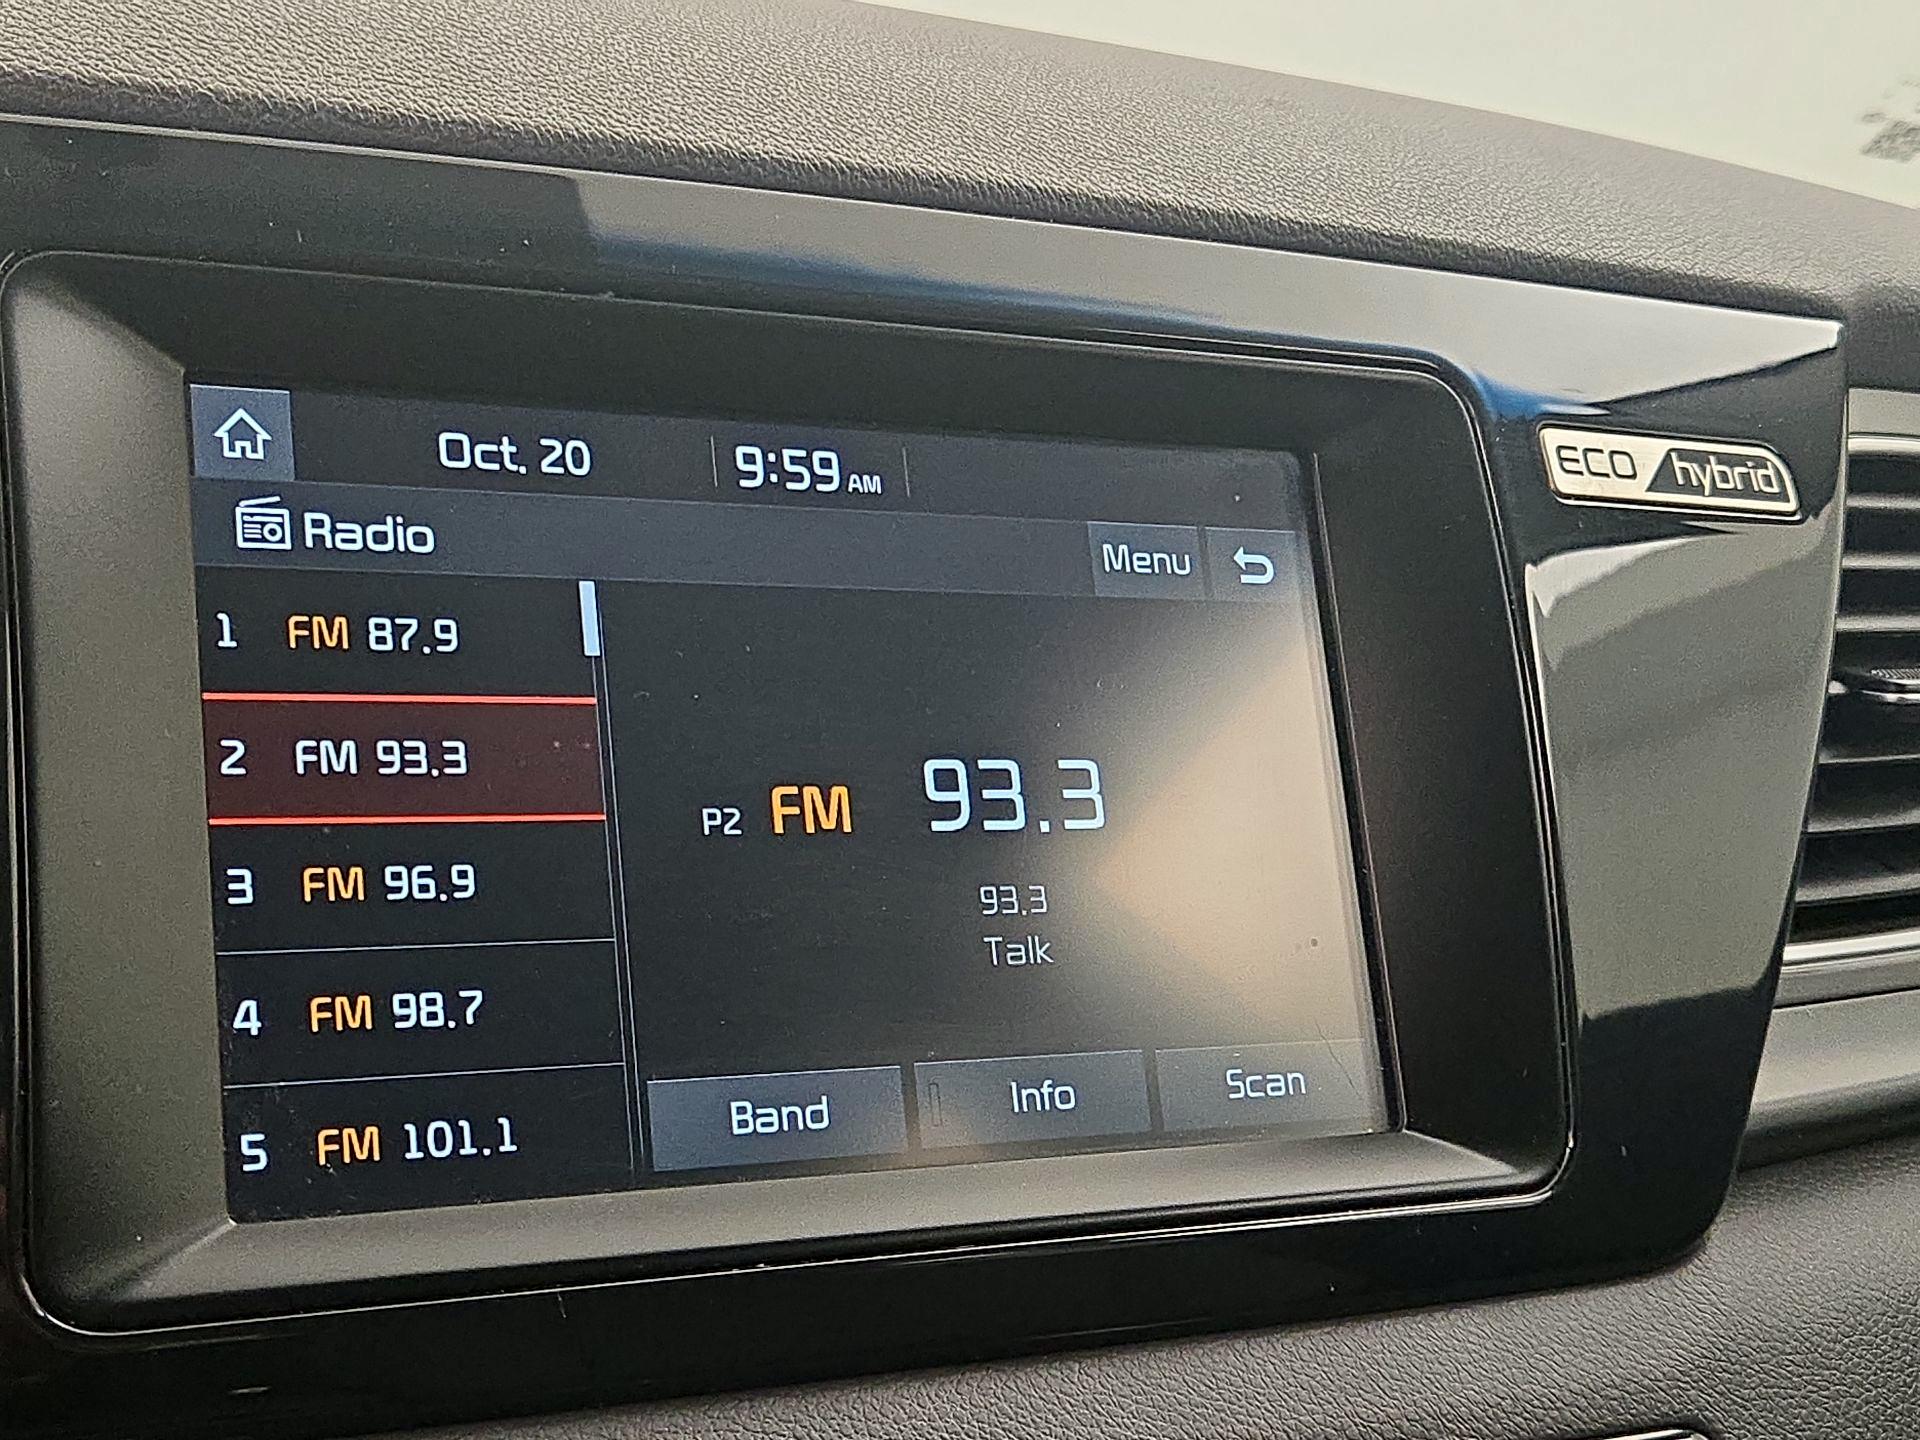 Oct. 20 9:59 AM
ECO hybrid
Radio Menu
1 FM 87.9
2 FM 93.3
3 FM 96.9
4 FM 98.7
5 FM 101.1
P2 FM 93.3
93.3
Talk
Band Info Scan